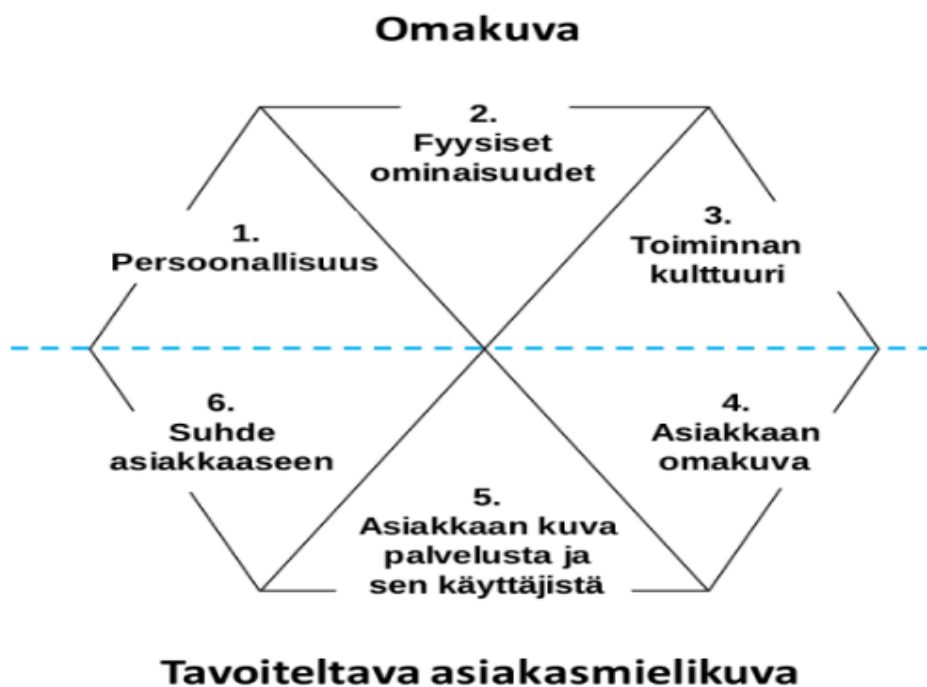 Omakuva
2.
Fyysiset
ominaisuudet
3.
Toiminnan
kulttuuri
1.
Persoonallisuus
6.
Suhde
asiakkaaseen
4.
Asiakkaan
omakuva
5.
Asiakkaan kuva
palvelusta ja
sen käyttäjistä
Tavoiteltava asiakasmielikuva